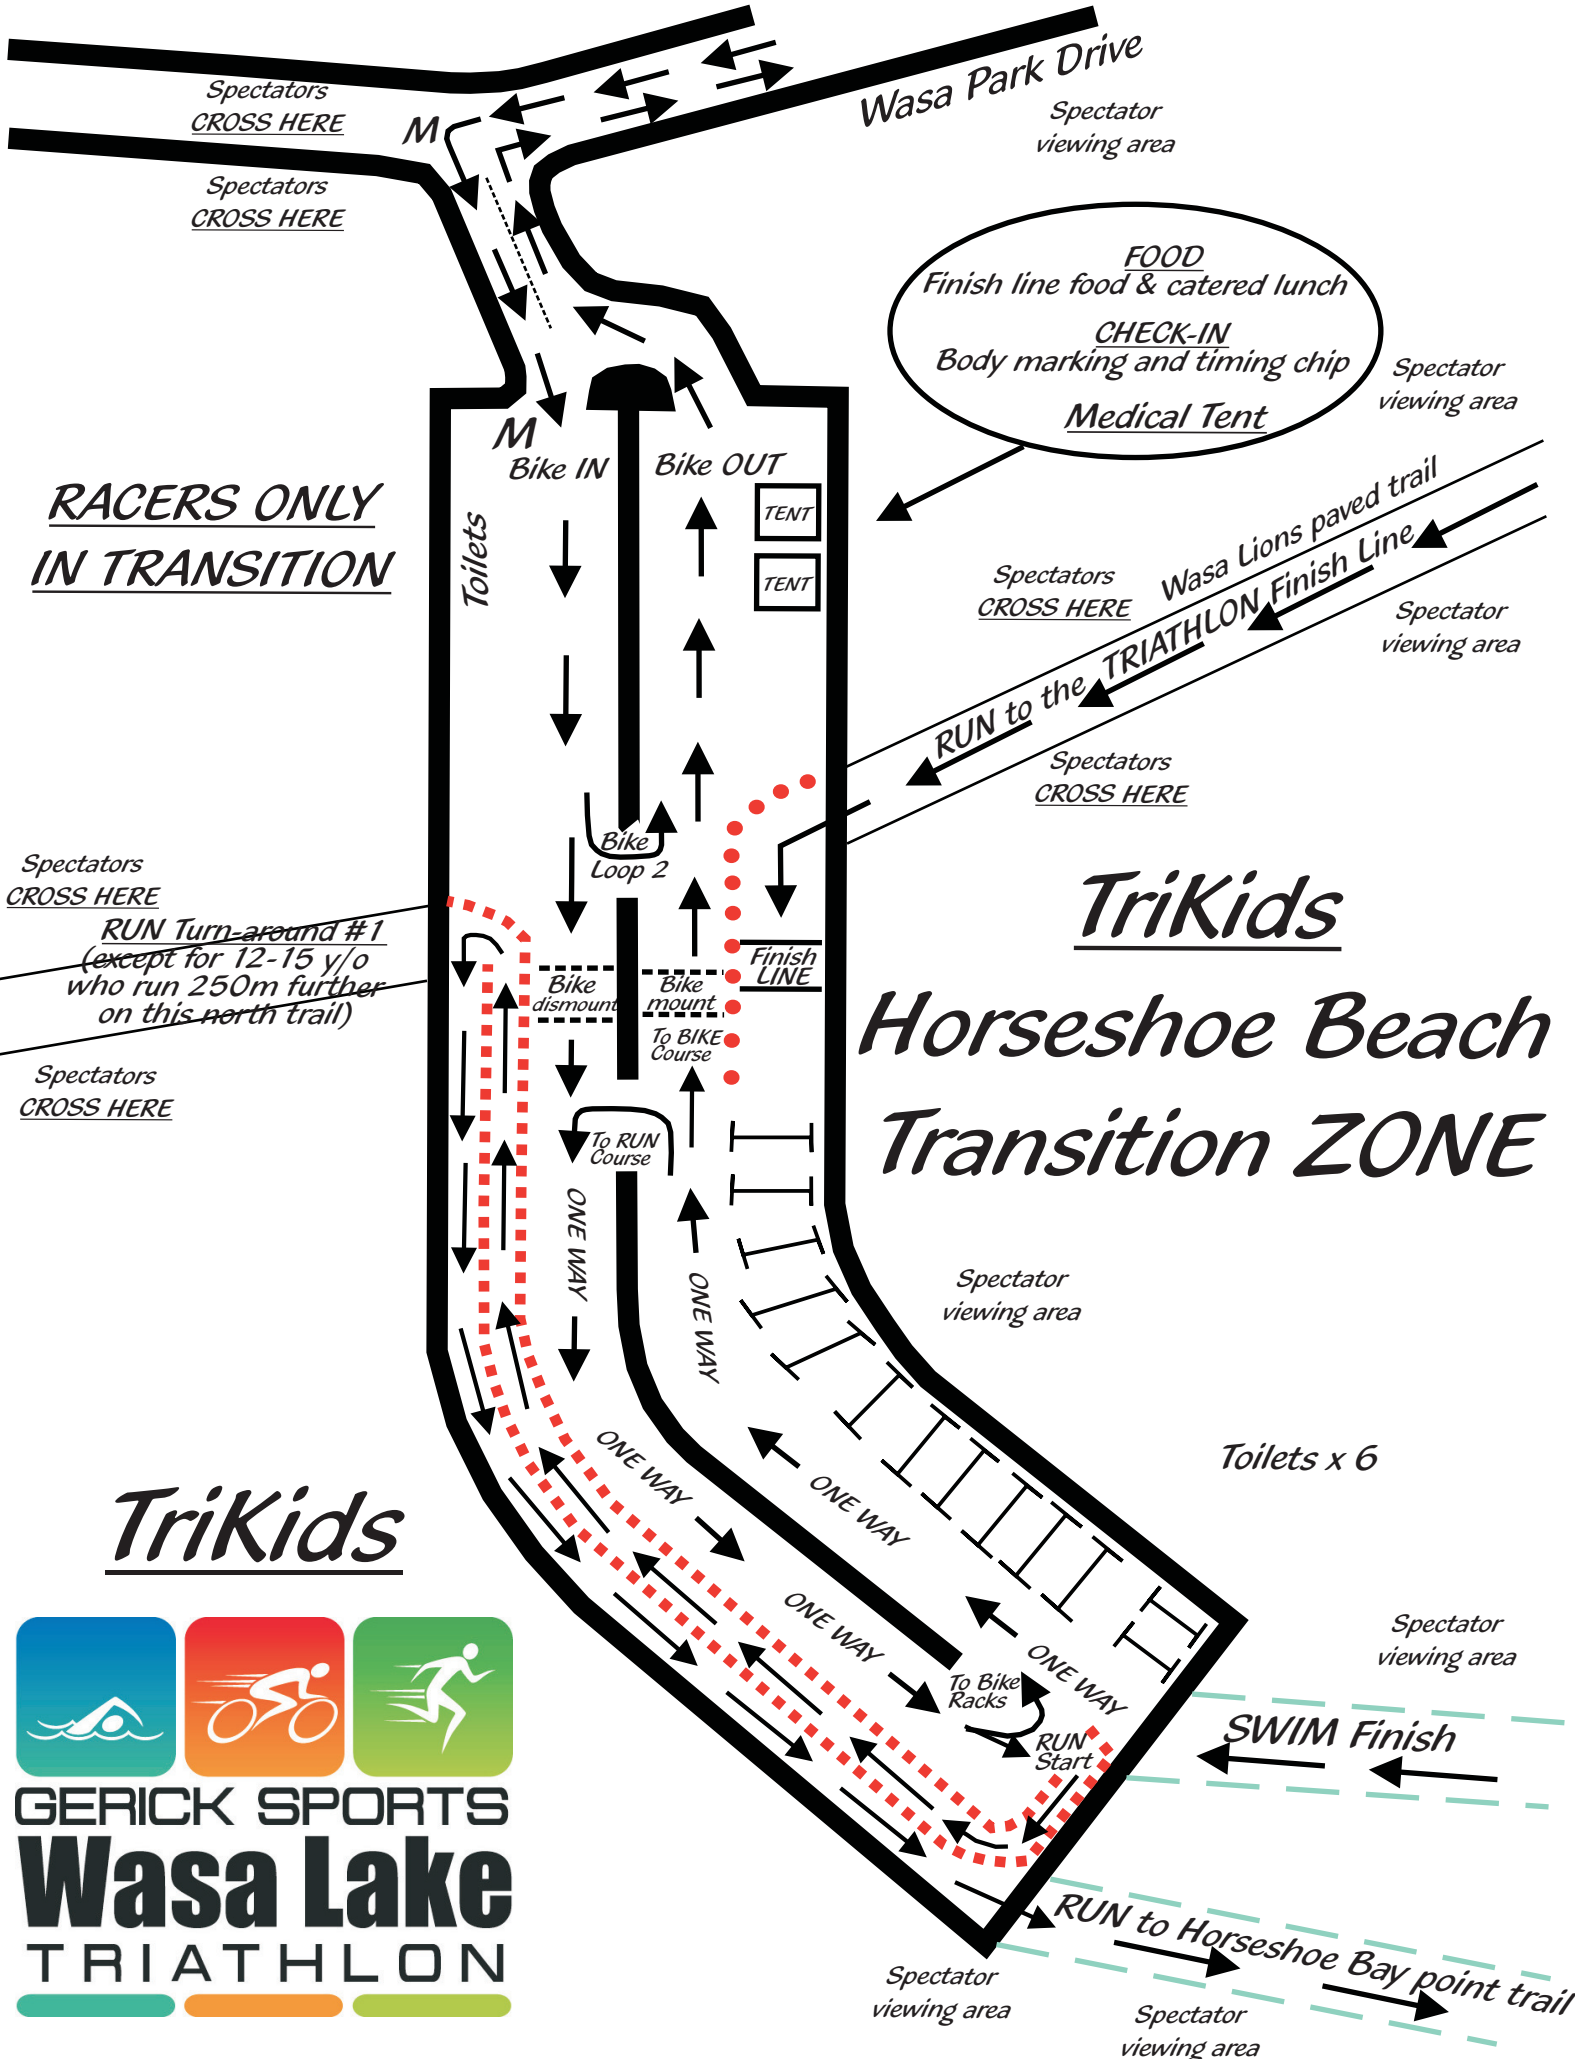 Wasa Park Drive
Spectators
CROSS HERE
M
Spectator
viewing area
Spectators
CROSS HERE
FOOD
Finish line food & catered lunch
CHECK-IN
Body marking and timing chip
Medical Tent
Spectator
viewing area
M
Bike IN
Bike OUT
RACERS ONLY
IN TRANSITION
Toilets
TENT
TENT
Wasa Lions paved trail
RUN to the TRIATHLON Finish Line
Spectators
CROSS HERE
Spectator
viewing area
Spectators
CROSS HERE
Bike
Loop 2
Spectators
CROSS HERE
RUN Turn-around #1
(except for 12-15 y/o
who run 250m further
on this north trail)
Spectators
CROSS HERE
Bike
dismount
Bike
mount
Finish
LINE
To BIKE
Course
TriKids
Horseshoe Beach
Transition ZONE
To RUN
Course
ONE WAY
ONE WAY
Spectator
viewing area
ONE WAY
ONE WAY
Toilets x 6
ONE WAY
ONE WAY
To Bike
Racks
RUN
Start
Spectator
viewing area
SWIM Finish
RUN to Horseshoe Bay point trail
Spectator
viewing area
Spectator
viewing area
TriKids
GERICK SPORTS
Wasa Lake
TRIATHLON